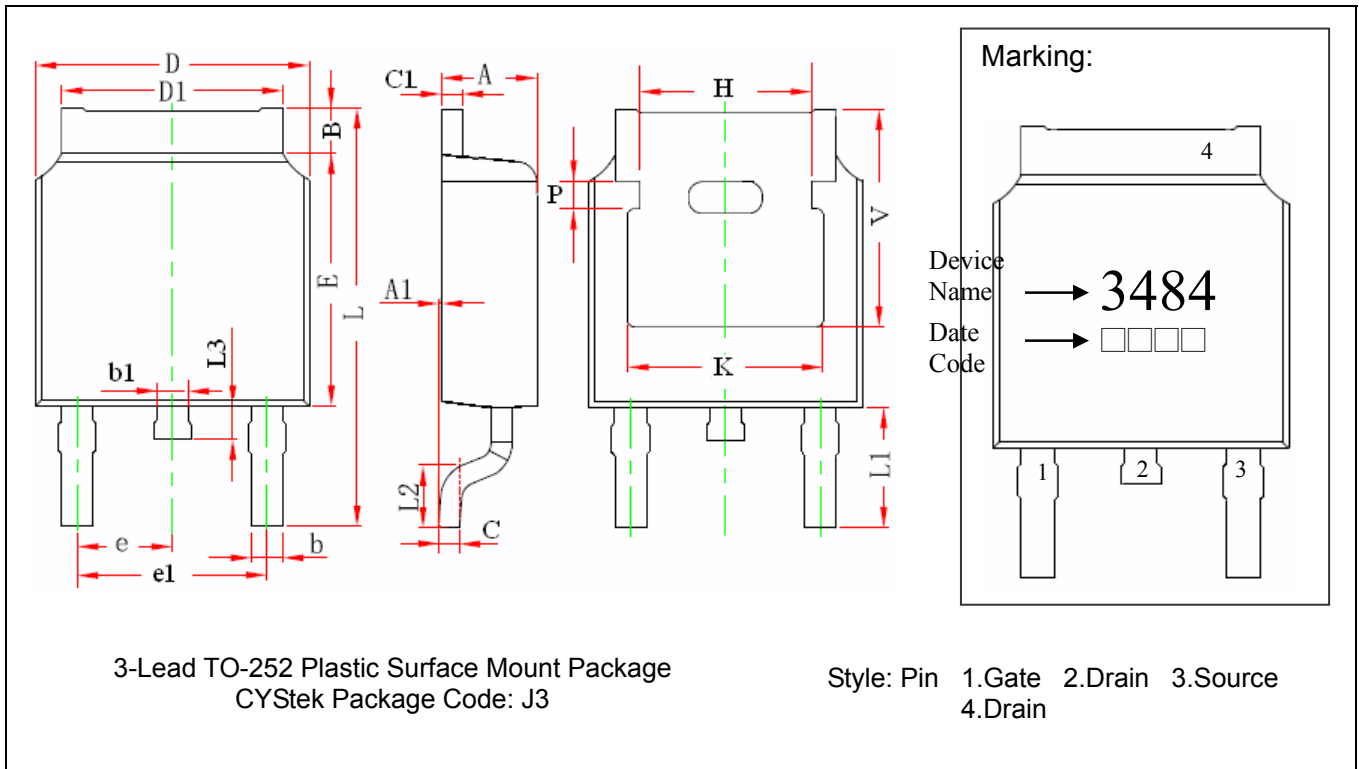 D
D1
B
E
L
L3
b1
e
e1
b
C1
A
A1
L2
C
H
P
V
K
L1
Marking:
4
Device
Name
3484
Date
Code
□□□□
1
2
3
3-Lead TO-252 Plastic Surface Mount Package
CYStek Package Code: J3
Style: Pin 1.Gate 2.Drain 3.Source
4.Drain